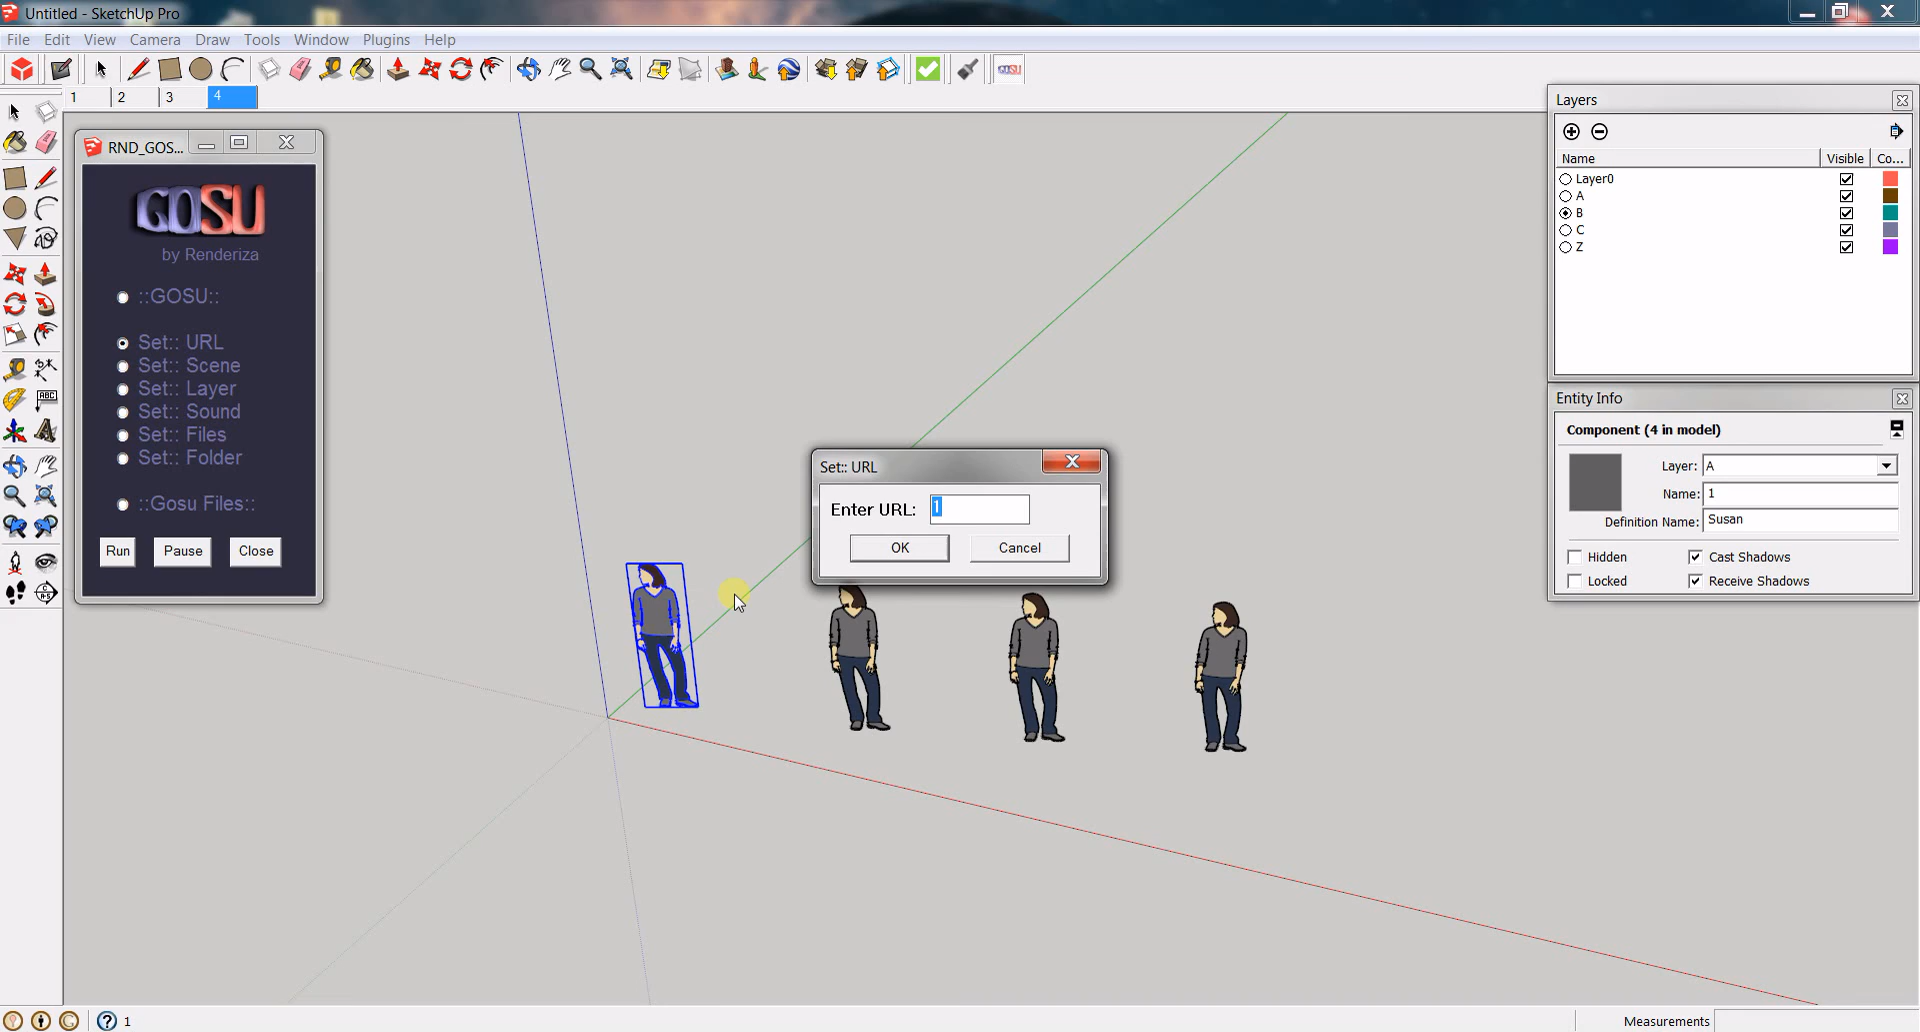 Untitled - SketchUp Pro
File Edit View Camera Draw Tools Window Plugins Help
GOSU
1 2 3 4
RND_GOS...
GOSU
by Renderiza
::GOSU::
Set:: URL
Set:: Scene
Set:: Layer
Set:: Sound
Set:: Files
Set:: Folder
::Gosu Files::
Run Pause Close
ABC
A
Set:: URL
Enter URL: 1
OK Cancel
Layers
Name Visible Co...
Layer0
A
B
C
Z
Entity Info
Component (4 in model)
Layer: A
Name: 1
Definition Name: Susan
Hidden Cast Shadows
Locked Receive Shadows
1
Measurements